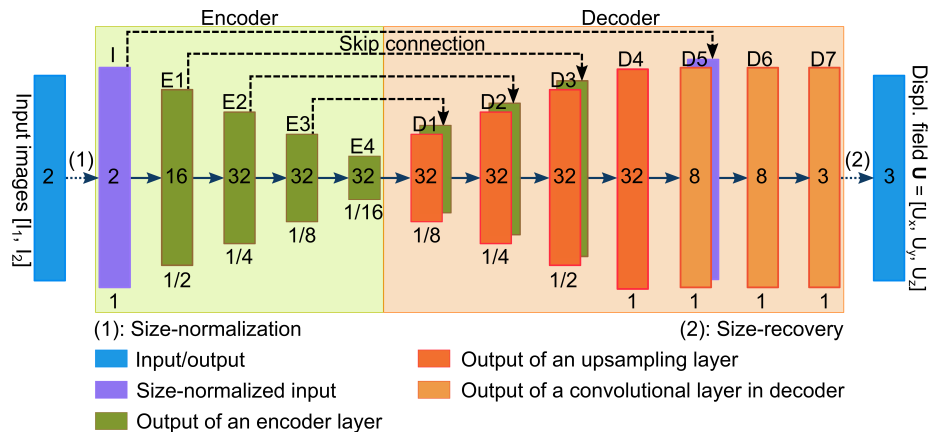 Encoder
Decoder
Skip connection
I
E1
E2
E3
E4
D1
D2
D3
D4
D5
D6
D7
Input images [I₁, I₂]
2
(1)
2
16
32
32
32
32
32
32
32
8
8
3
(2)
3
Displ. field U = [Uₓ, Uᵧ, U_z]
1
1/2
1/4
1/8
1/16
1/8
1/4
1/2
1
1
1
1
(1): Size-normalization
(2): Size-recovery
Input/output
Size-normalized input
Output of an encoder layer
Output of an upsampling layer
Output of a convolutional layer in decoder